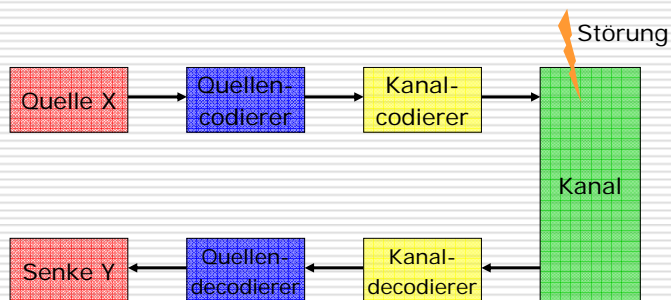 Störung
Quelle X
Quellen-
codierer
Kanal-
codierer
Kanal
Senke Y
Quellen-
decodierer
Kanal-
decodierer